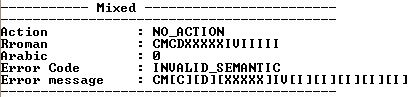 ------------ Mixed -------------------------
Action : NO_ACTION
Rroman : CMCDXXXXXIVIIIII
Arabic : 0
Error Code : INVALID_SEMANTIC
Error message : CM[C][D][XXXXX]IV[I][I][I][I][I]